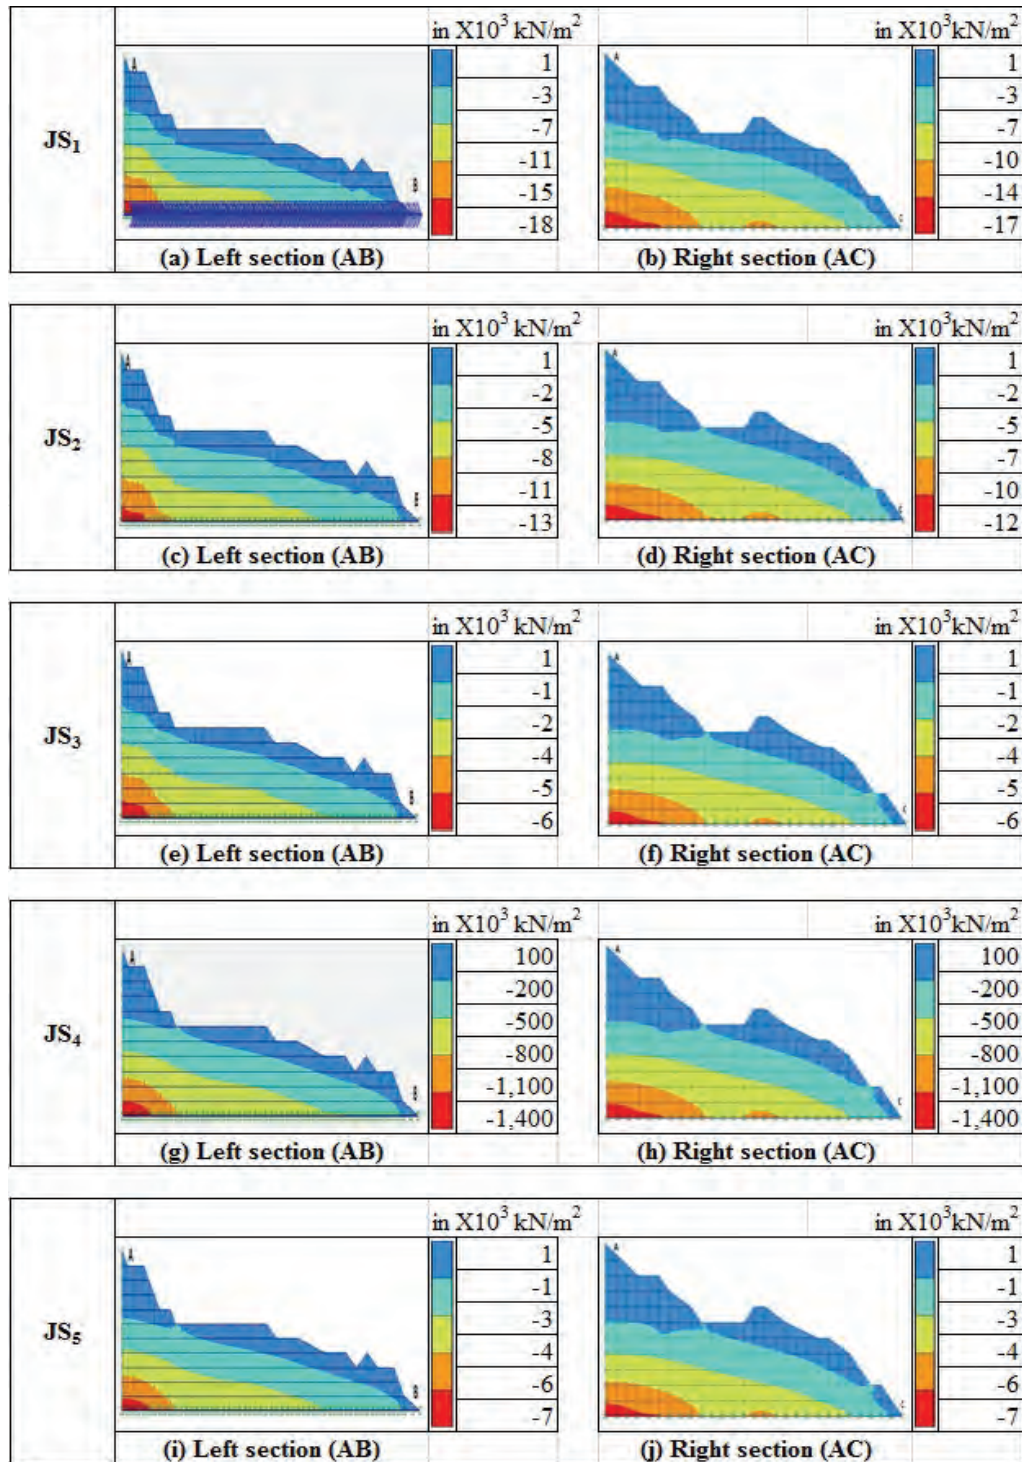 in X10³ kN/m² in X10³ kN/m²
JS₁
A
B
1
-3
-7
-11
-15
-18
A
C
1
-3
-7
-10
-14
-17
(a) Left section (AB) (b) Right section (AC)
in X10³ kN/m² in X10³ kN/m²
JS₂
A
B
1
-2
-5
-8
-11
-13
A
C
1
-2
-5
-7
-10
-12
(c) Left section (AB) (d) Right section (AC)
in X10³ kN/m² in X10³ kN/m²
JS₃
A
B
1
-1
-2
-4
-5
-6
A
C
1
-1
-2
-4
-5
-6
(e) Left section (AB) (f) Right section (AC)
in X10³ kN/m² in X10³ kN/m²
JS₄
A
B
100
-200
-500
-800
-1,100
-1,400
A
C
100
-200
-500
-800
-1,100
-1,400
(g) Left section (AB) (h) Right section (AC)
in X10³ kN/m² in X10³ kN/m²
JS₅
A
B
1
-1
-3
-4
-6
-7
A
C
1
-1
-3
-4
-6
-7
(i) Left section (AB) (j) Right section (AC)